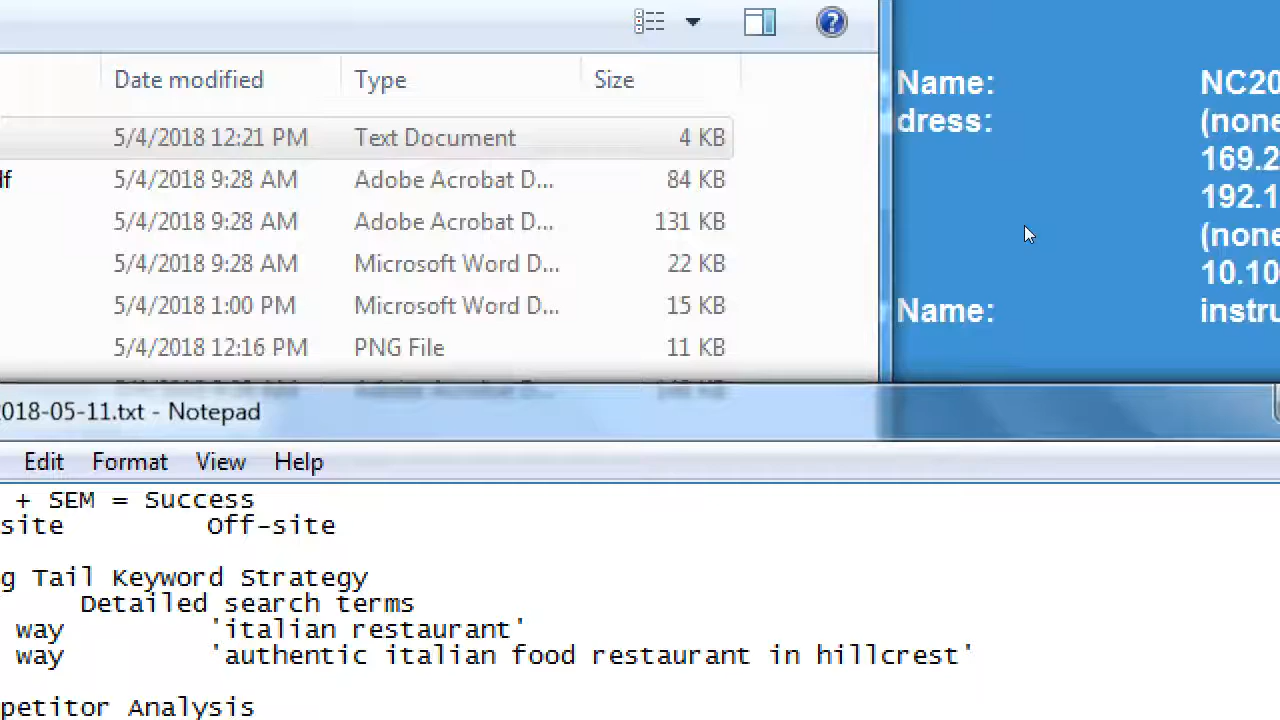 Date modified Type Size
5/4/2018 12:21 PM Text Document 4 KB
lf 5/4/2018 9:28 AM Adobe Acrobat D... 84 KB
5/4/2018 9:28 AM Adobe Acrobat D... 131 KB
5/4/2018 9:28 AM Microsoft Word D... 22 KB
5/4/2018 1:00 PM Microsoft Word D... 15 KB
5/4/2018 12:16 PM PNG File 11 KB
Name: NC20
dress: (none
169.2
192.1
(none
10.10
Name: instru
2018-05-11.txt - Notepad
Edit Format View Help
+ SEM = Success
site Off-site
g Tail Keyword Strategy
Detailed search terms
way 'italian restaurant'
way 'authentic italian food restaurant in hillcrest'
petitor Analysis